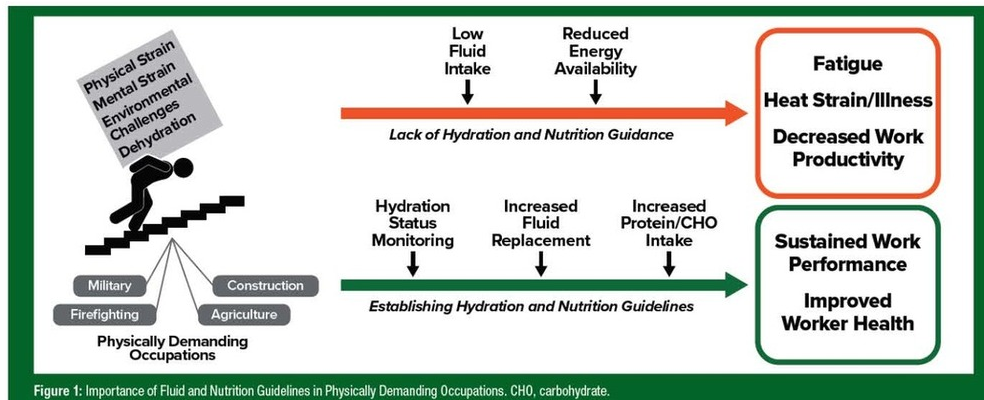 Physical Strain
Mental Strain
Environmental
Challenges
Dehydration
Military
Construction
Firefighting
Agriculture
Physically Demanding
Occupations
Low
Fluid
Intake
Reduced
Energy
Availability
Lack of Hydration and Nutrition Guidance
Fatigue
Heat Strain/Illness
Decreased Work
Productivity
Hydration
Status
Monitoring
Increased
Fluid
Replacement
Increased
Protein/CHO
Intake
Establishing Hydration and Nutrition Guidelines
Sustained Work
Performance
Improved
Worker Health
Figure 1: Importance of Fluid and Nutrition Guidelines in Physically Demanding Occupations. CHO, carbohydrate.